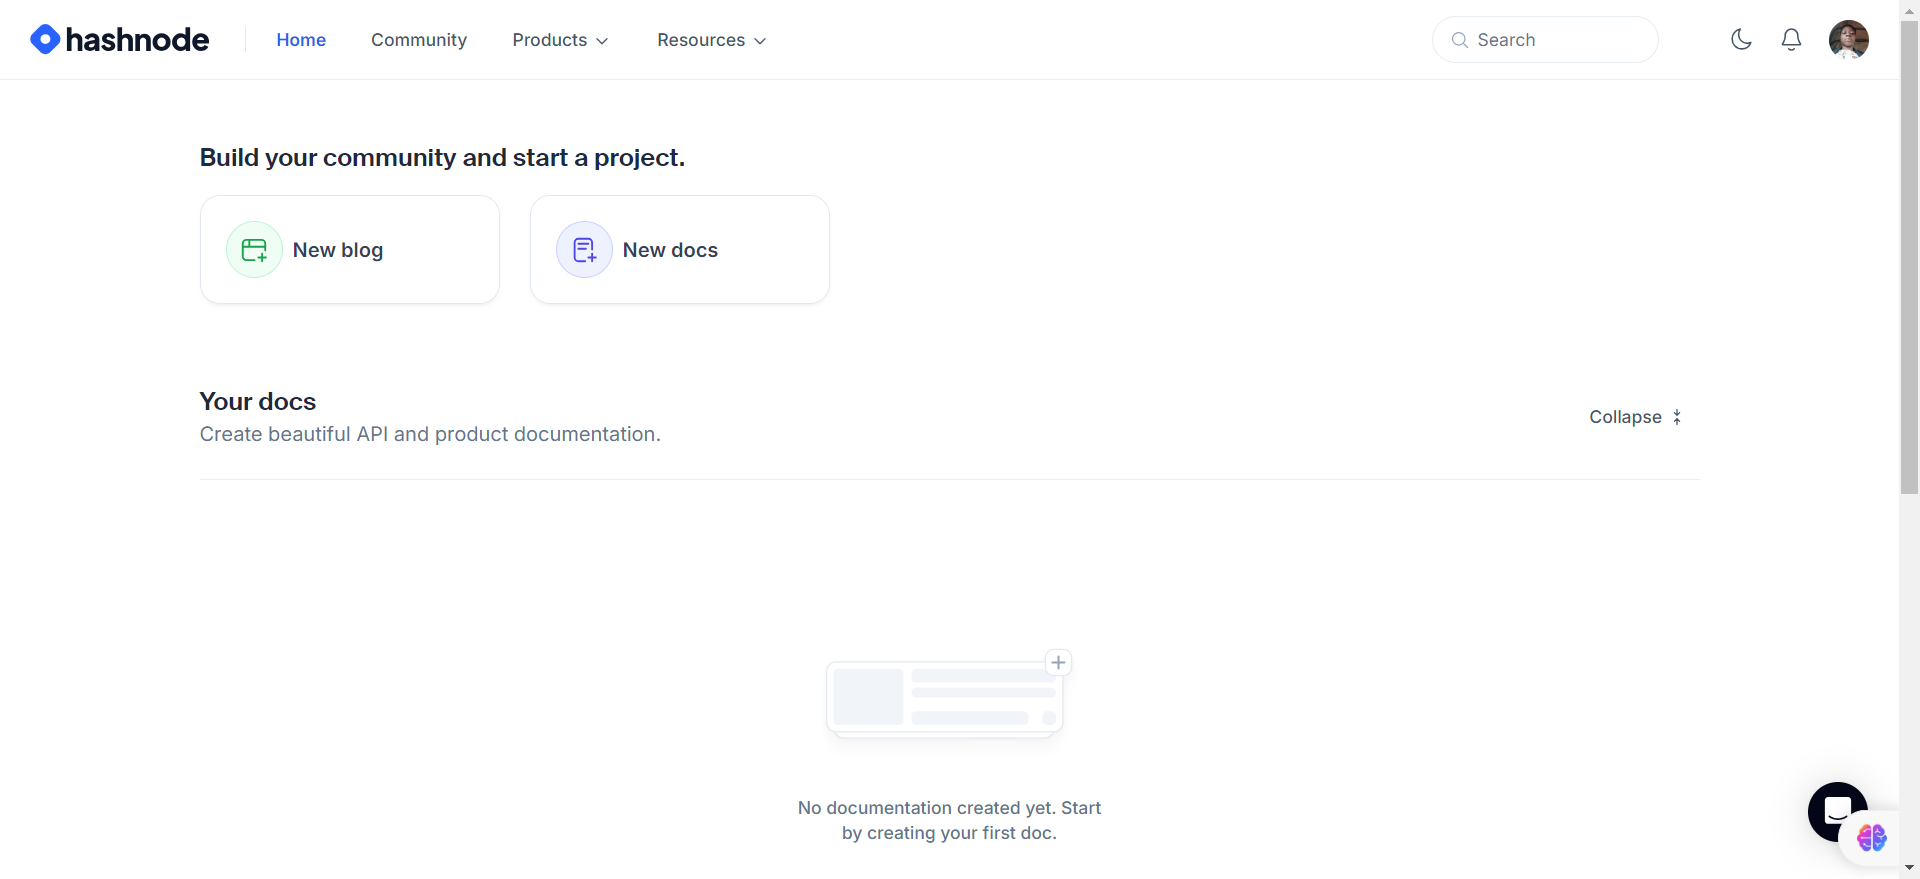 hashnode
Home
Community
Products
Resources
Search
Build your community and start a project.
New blog
New docs
Your docs
Create beautiful API and product documentation.
Collapse
No documentation created yet. Start
by creating your first doc.